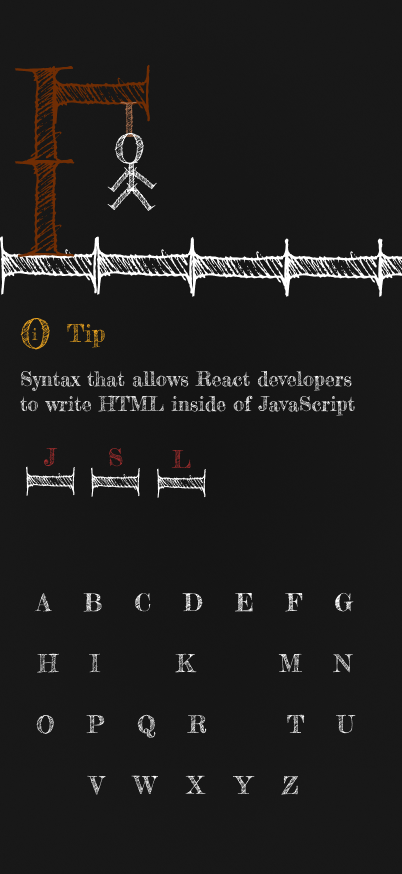 i Tip
Syntax that allows React developers
to write HTML inside of JavaScript
J S L
A B C D E F G
H I K M N
O P Q R T U
V W X Y Z